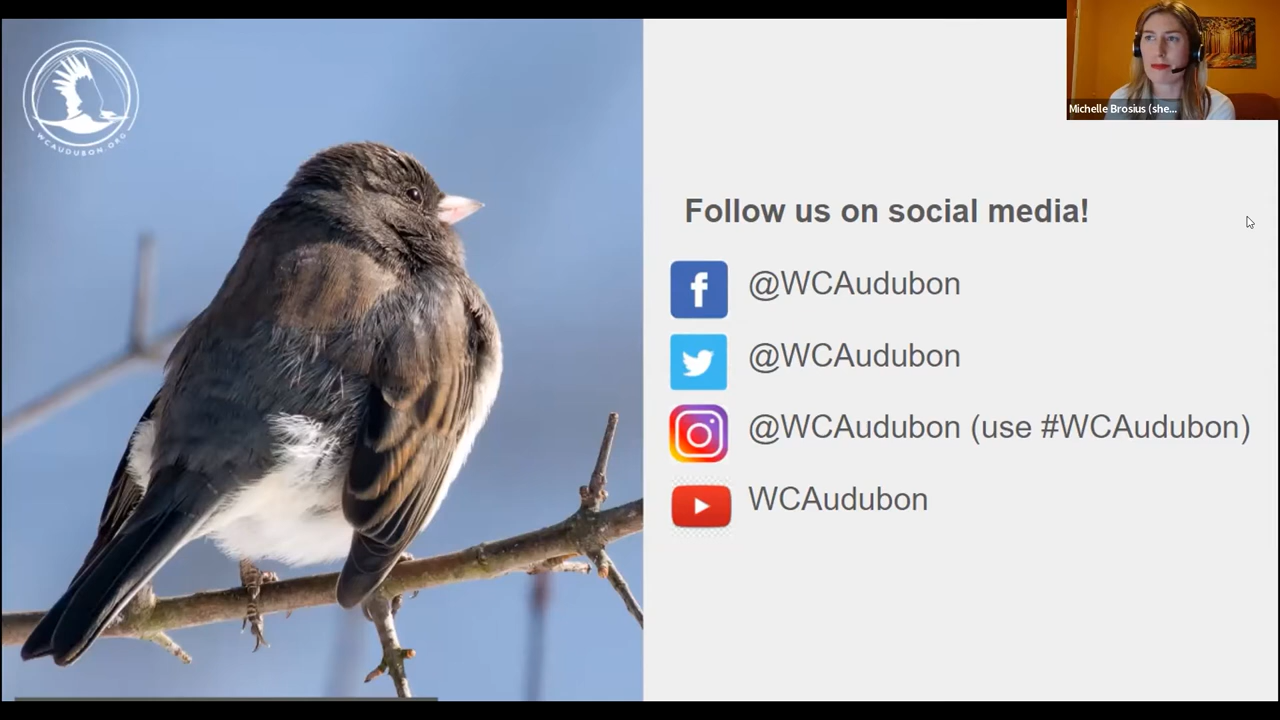 WCAUDUBON.ORG
Michelle Brosius (she...
Follow us on social media!
@WCAudubon
@WCAudubon
@WCAudubon (use #WCAudubon)
WCAudubon